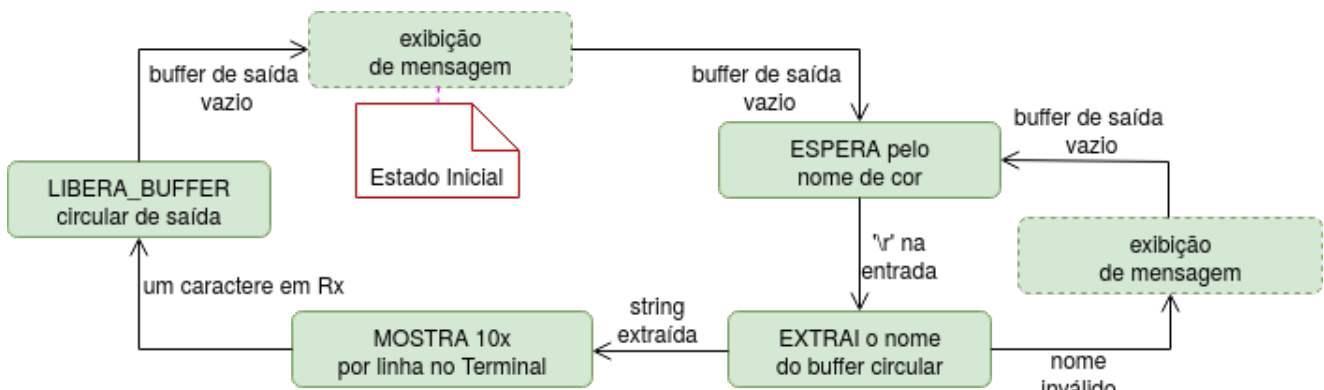 exibição
de mensagem
buffer de saída
vazio
buffer de saída
vazio
buffer de saída
vazio
Estado Inicial
ESPERA pelo
nome de cor
LIBERA_BUFFER
circular de saída
'\r' na
entrada
exibição
de mensagem
um caractere em Rx
string
extraída
MOSTRA 10x
por linha no Terminal
EXTRAI o nome
do buffer circular
nome
inválido